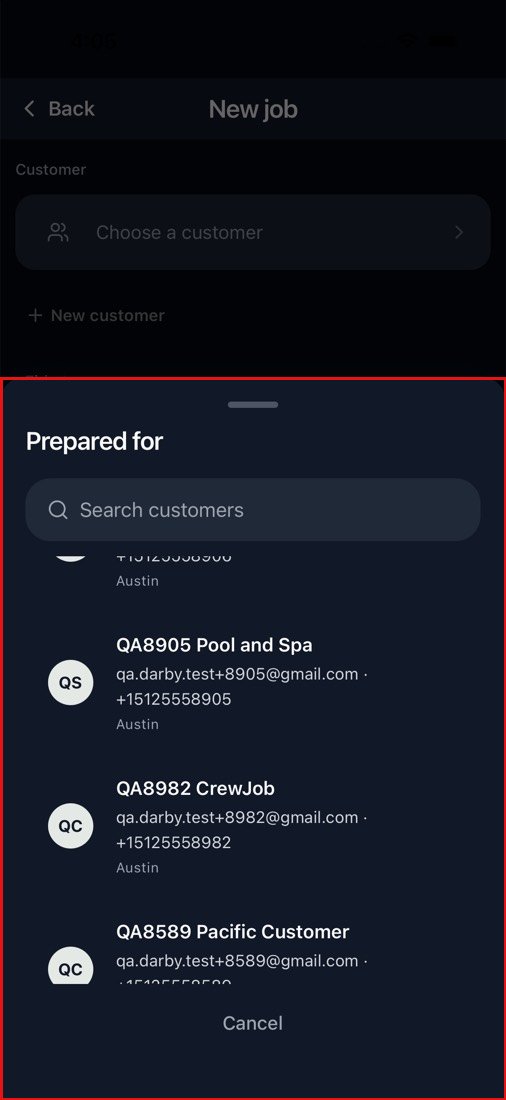 Back
New job
Customer
Choose a customer
+ New customer
Prepared for
Search customers
+15125558906
Austin
QS
QA8905 Pool and Spa
qa.darby.test+8905@gmail.com ·
+15125558905
Austin
QC
QA8982 CrewJob
qa.darby.test+8982@gmail.com ·
+15125558982
Austin
QC
QA8589 Pacific Customer
qa.darby.test+8589@gmail.com ·
+15125558589
Cancel